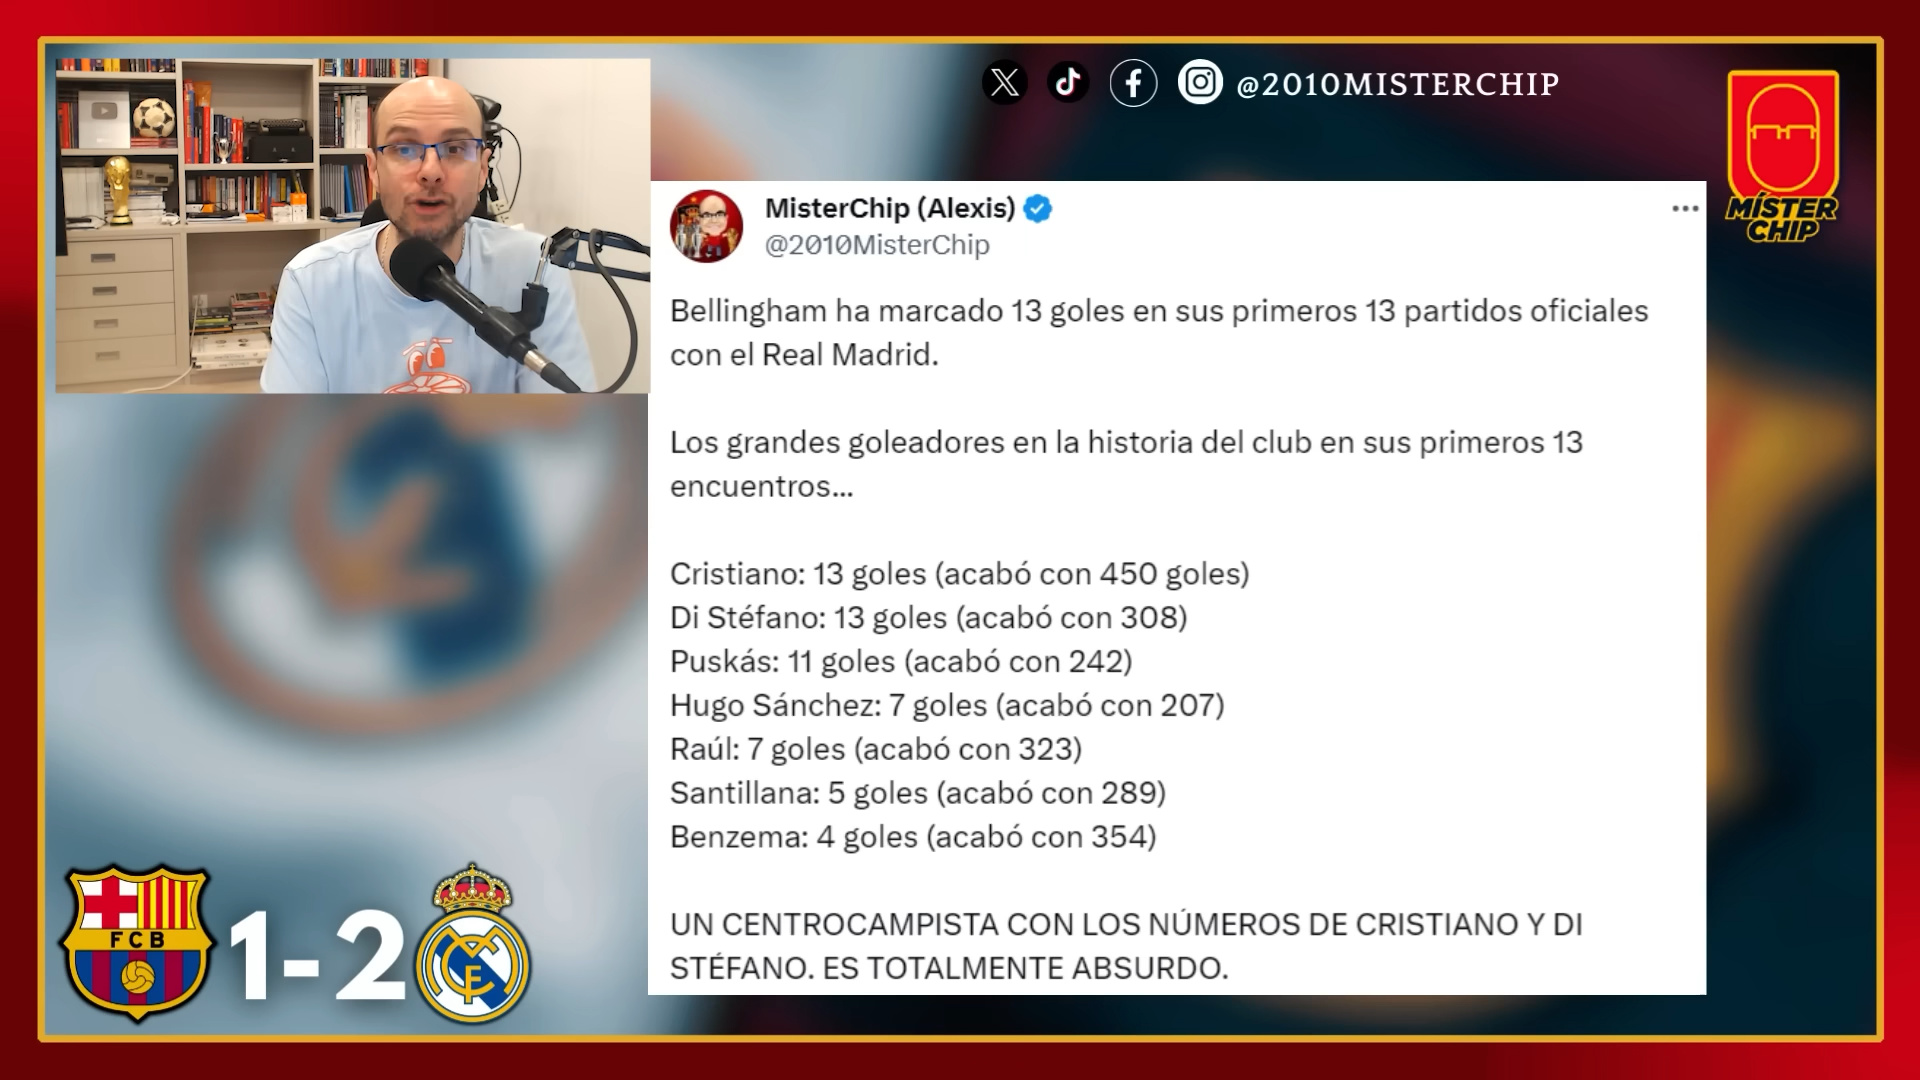 @2010MISTERCHIP
MÍSTER
CHIP
MisterChip (Alexis)
@2010MisterChip
Bellingham ha marcado 13 goles en sus primeros 13 partidos oficiales
con el Real Madrid.
Los grandes goleadores en la historia del club en sus primeros 13
encuentros...
Cristiano: 13 goles (acabó con 450 goles)
Di Stéfano: 13 goles (acabó con 308)
Puskás: 11 goles (acabó con 242)
Hugo Sánchez: 7 goles (acabó con 207)
Raúl: 7 goles (acabó con 323)
Santillana: 5 goles (acabó con 289)
Benzema: 4 goles (acabó con 354)
UN CENTROCAMPISTA CON LOS NÚMEROS DE CRISTIANO Y DI
STÉFANO. ES TOTALMENTE ABSURDO.
FCB
1-2